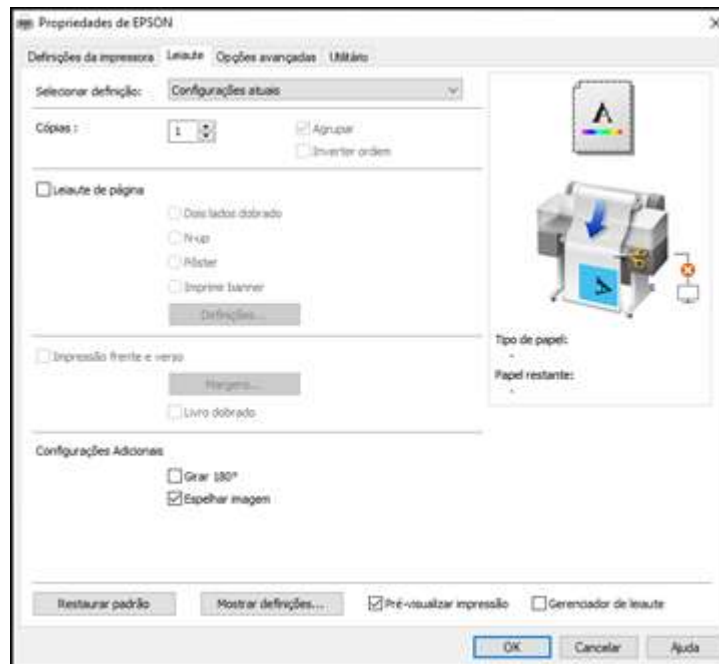 Propriedades de EPSON
Definições da impressora Leiaute Opções avançadas Utilitário
Selecionar definição: Configurações atuais
Cópias : 1 Agrupar
Inverter ordem
Leiaute de página
Dois lados dobrado
N-up
Pôster
Imprimir banner
Definições...
Impressão frente e verso
Margens...
Livro dobrado
Configurações Adicionais
Girar 180°
Espelhar imagem
A
A
Tipo de papel:
-
Papel restante:
-
Restaurar padrão Mostrar definições... Pré-visualizar impressão Gerenciador de leiaute
OK Cancelar Ajuda